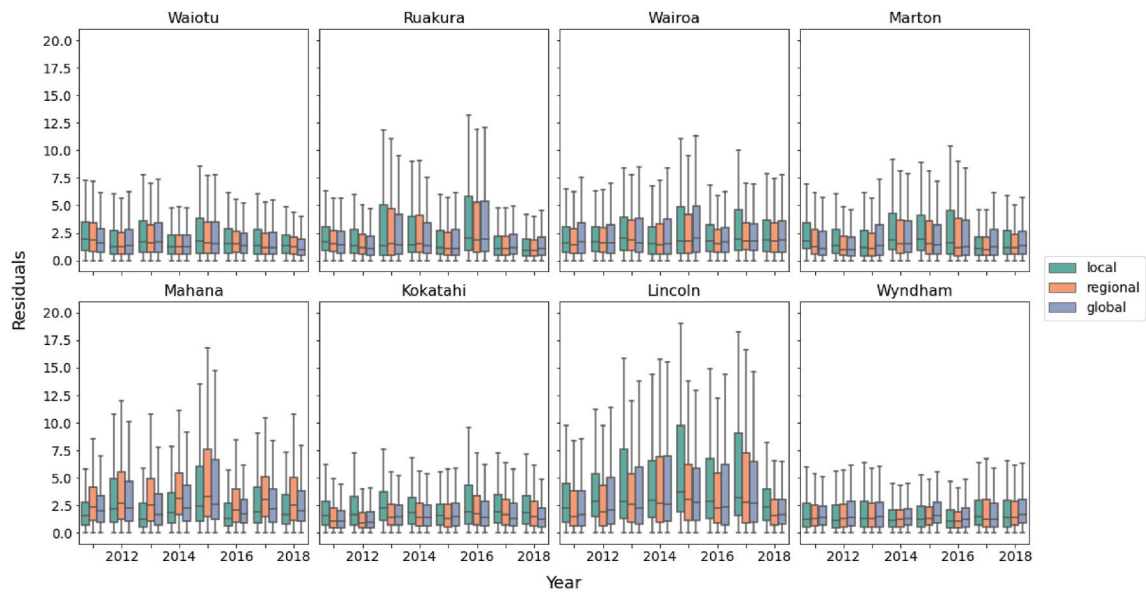 Waiotu Ruakura Wairoa Marton
20.0
17.5
15.0
12.5
10.0
7.5
5.0
2.5
0.0
Residuals
local
regional
global
Mahana Kokatahi Lincoln Wyndham
20.0
17.5
15.0
12.5
10.0
7.5
5.0
2.5
0.0
2012 2014 2016 2018 2012 2014 2016 2018 2012 2014 2016 2018 2012 2014 2016 2018
Year